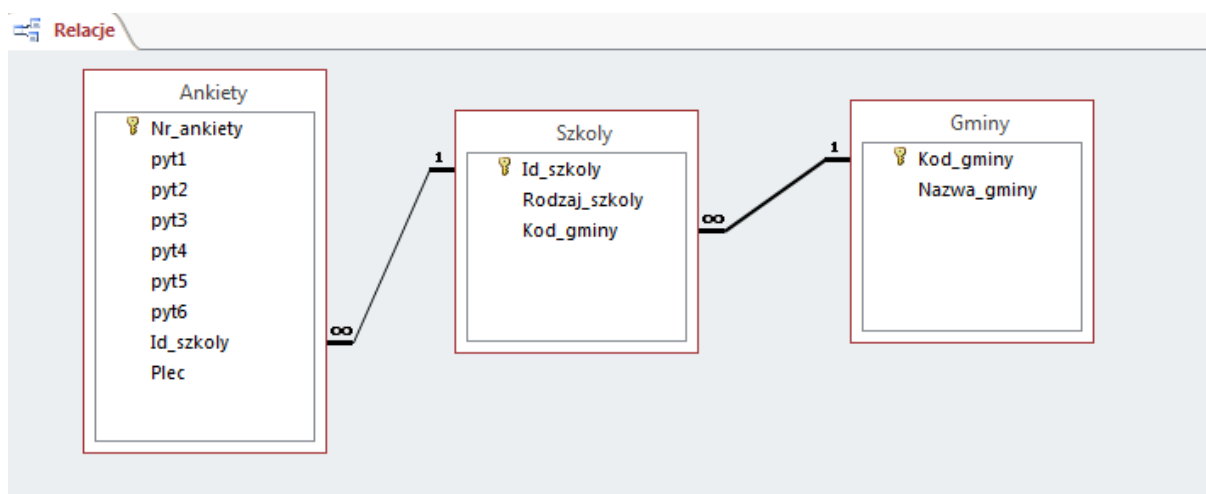 Relacje
Ankiety
Nr_ankiety
pyt1
pyt2
pyt3
pyt4
pyt5
pyt6
Id_szkoly
Plec
∞
1
Szkoly
Id_szkoly
Rodzaj_szkoly
Kod_gminy
∞
1
Gminy
Kod_gminy
Nazwa_gminy